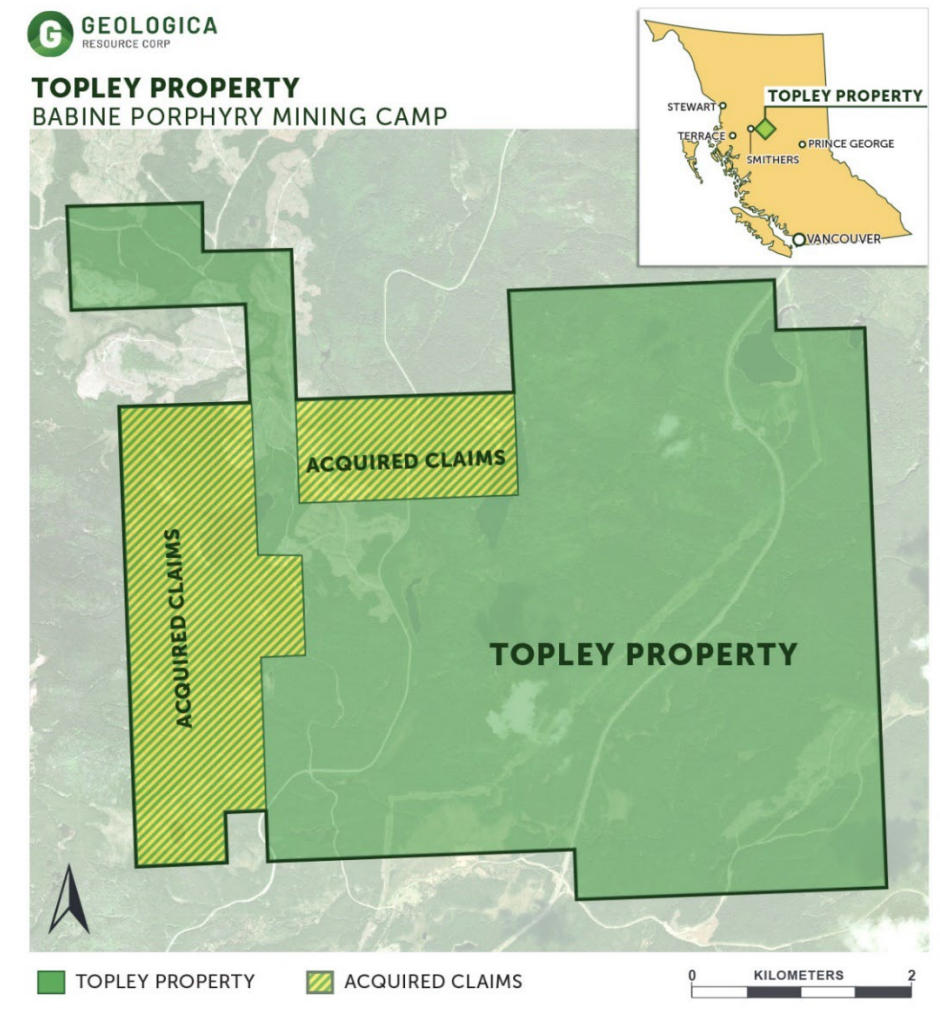 G GEOLOGICA
RESOURCE CORP
TOPLEY PROPERTY
BABINE PORPHYRY MINING CAMP
TOPLEY PROPERTY
STEWART
TERRACE
SMITHERS
PRINCE GEORGE
VANCOUVER
ACQUIRED CLAIMS
ACQUIRED CLAIMS
TOPLEY PROPERTY
TOPLEY PROPERTY
ACQUIRED CLAIMS
0 KILOMETERS 2